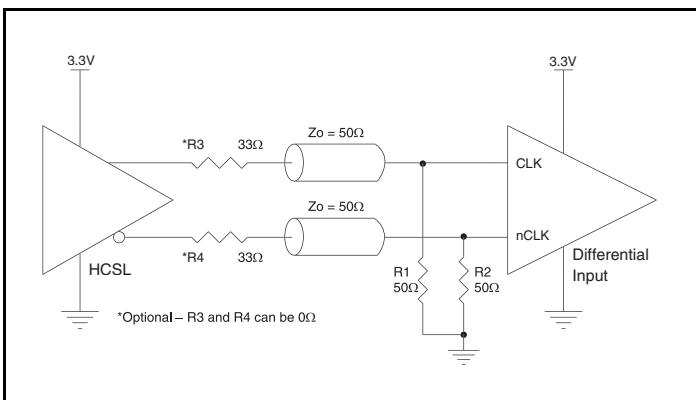 3.3V
3.3V
*R3 33Ω
Zo = 50Ω
CLK
Zo = 50Ω
nCLK
HCSL
*R4 33Ω
Differential
Input
R1
50Ω
R2
50Ω
*Optional – R3 and R4 can be 0Ω